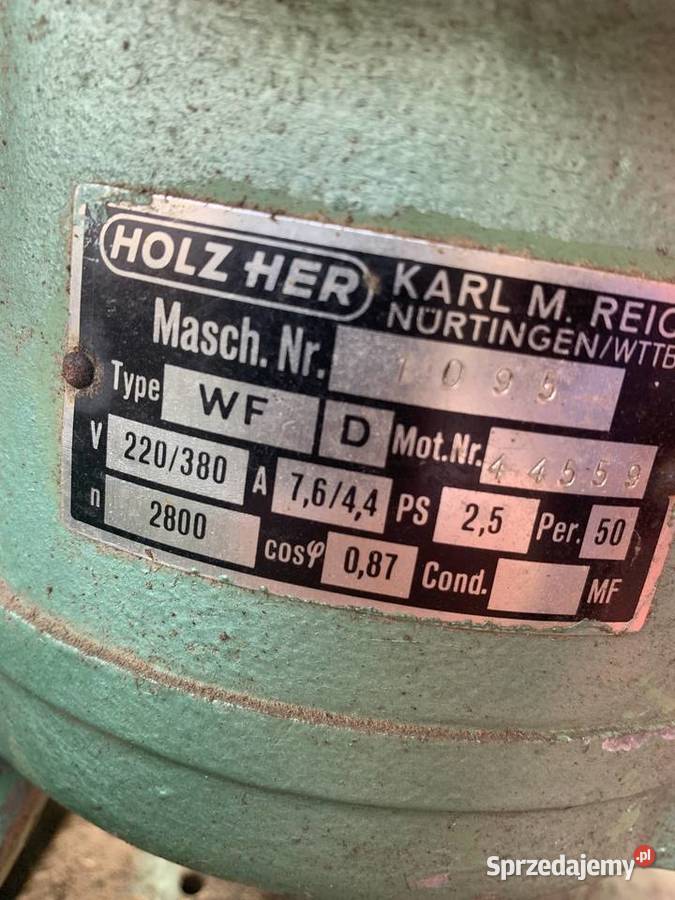 HOLZ HER KARL M. REIC
NÜRTINGEN/WTTB
Masch. Nr. 1095
Type WF D Mot.Nr. 44559
V 220/380 A 7,6/4,4 PS 2,5 Per. 50
n 2800 cosφ 0,87 Cond. MF
Sprzedajemy.pl